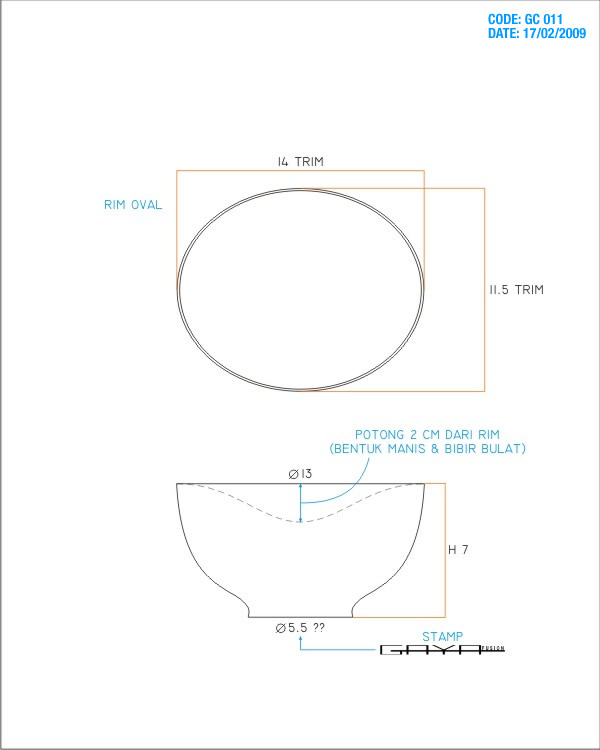 CODE: GC 011
DATE: 17/02/2009
14 TRIM
RIM OVAL
11.5 TRIM
POTONG 2 CM DARI RIM
(BENTUK MANIS & BIBIR BULAT)
Ø13
H 7
Ø5.5 ??
STAMP
FUSION